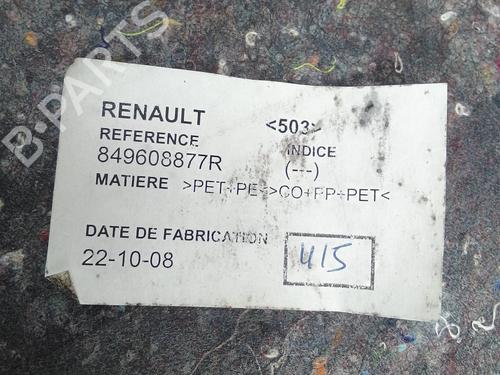 B-PARTS
RENAULT <503>
REFERENCE INDICE
849608877R (---)
MATIERE >PET+PE<>CO+PP+PET<
DATE DE FABRICATION
22-10-08 415